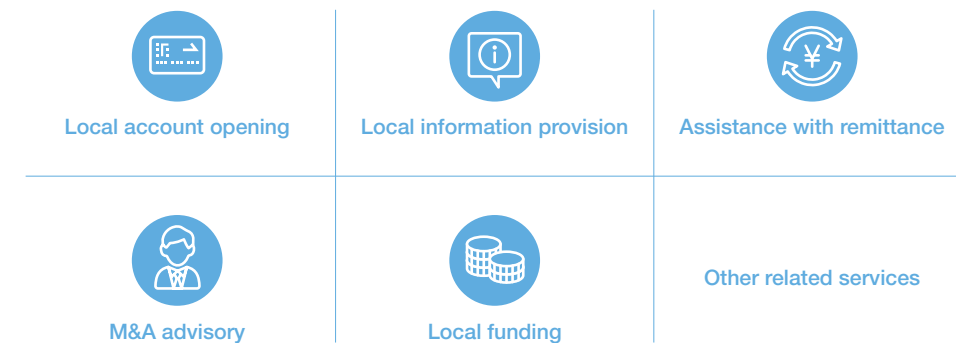 Local account opening
Local information provision
Assistance with remittance
M&A advisory
Local funding
Other related services